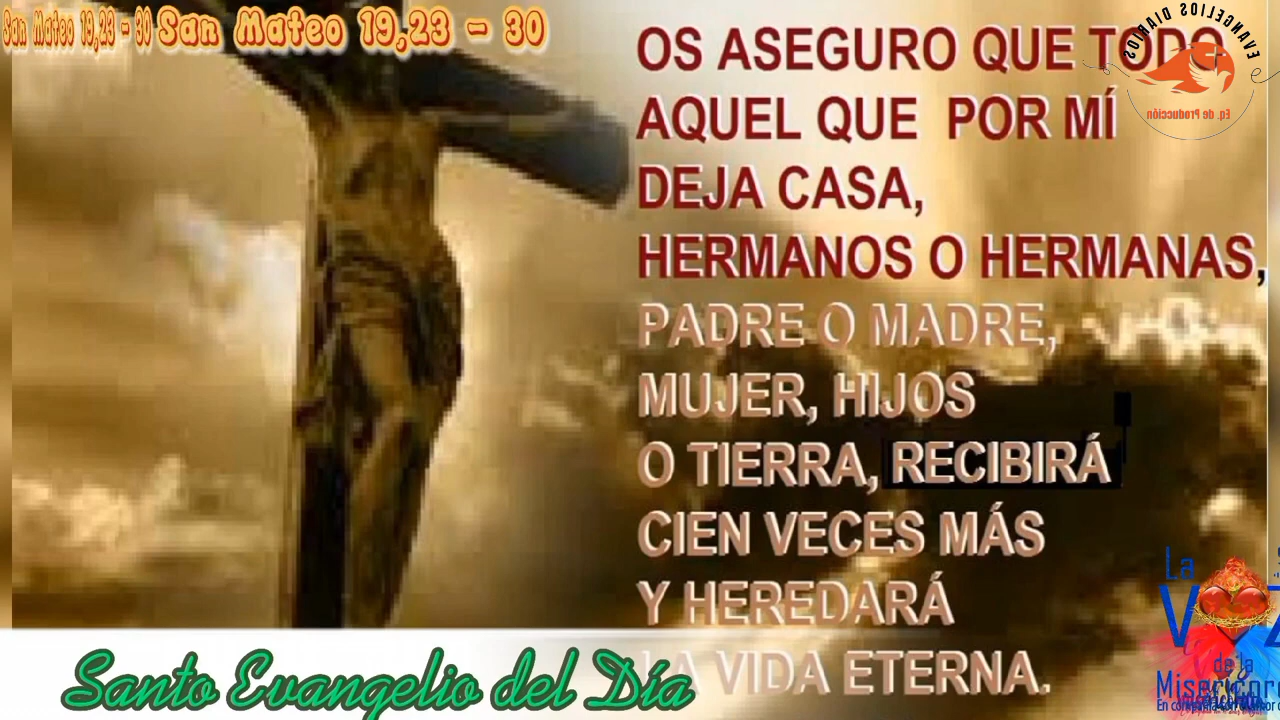 San Mateo 19,23 - 30 San Mateo 19,23 - 30
OS ASEGURO QUE TODO
AQUEL QUE POR MÍ
DEJA CASA,
HERMANOS O HERMANAS,
PADRE O MADRE,
MUJER, HIJOS
O TIERRA, RECIBIRÁ
CIEN VECES MÁS
Y HEREDARÁ
LA VIDA ETERNA.
EVANGELIOS DIARIOS
Eq. de Producción
La
VOZ
de la
Santo Evangelio del Día